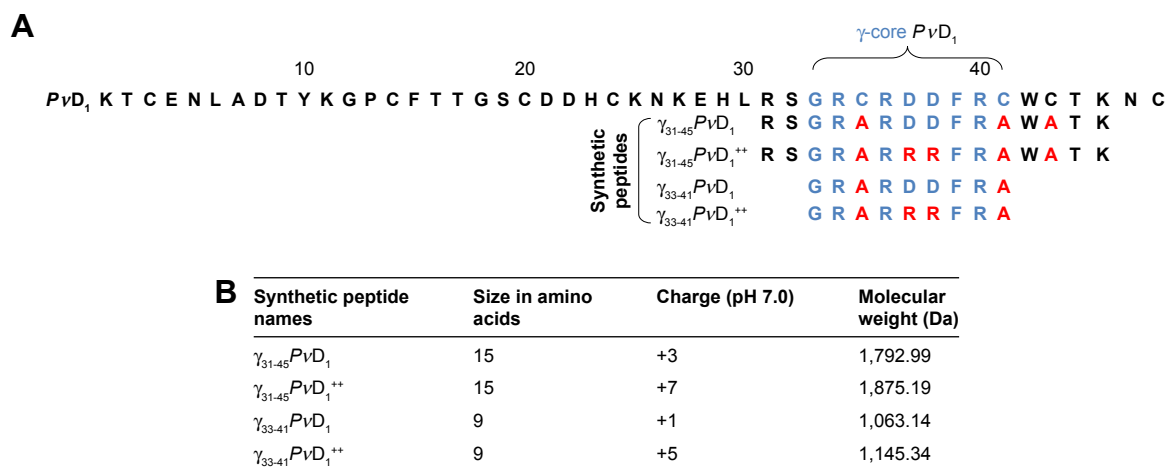 A
γ-core PνD1
10 20 30 40
PνD1 K T C E N L A D T Y K G P C F T T G S C D D H C K N K E H L R S G R C R D D F R C W C T K N C
Synthetic peptides
γ31-45PνD1 R S G R A R D D F R A W A T K
γ31-45PνD1++ R S G R A R R R F R A W A T K
γ33-41PνD1 G R A R D D F R A
γ33-41PνD1++ G R A R R R F R A
B
Synthetic peptide names Size in amino acids Charge (pH 7.0) Molecular weight (Da)
γ31-45PνD1 15 +3 1,792.99
γ31-45PνD1++ 15 +7 1,875.19
γ33-41PνD1 9 +1 1,063.14
γ33-41PνD1++ 9 +5 1,145.34